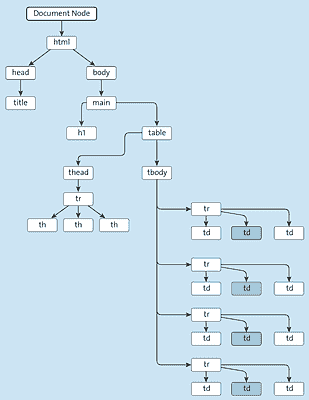 Document Node
html
head body
title main
h1 table
thead tbody
tr
th th th
tr
td td td
tr
td td td
tr
td td td
tr
td td td